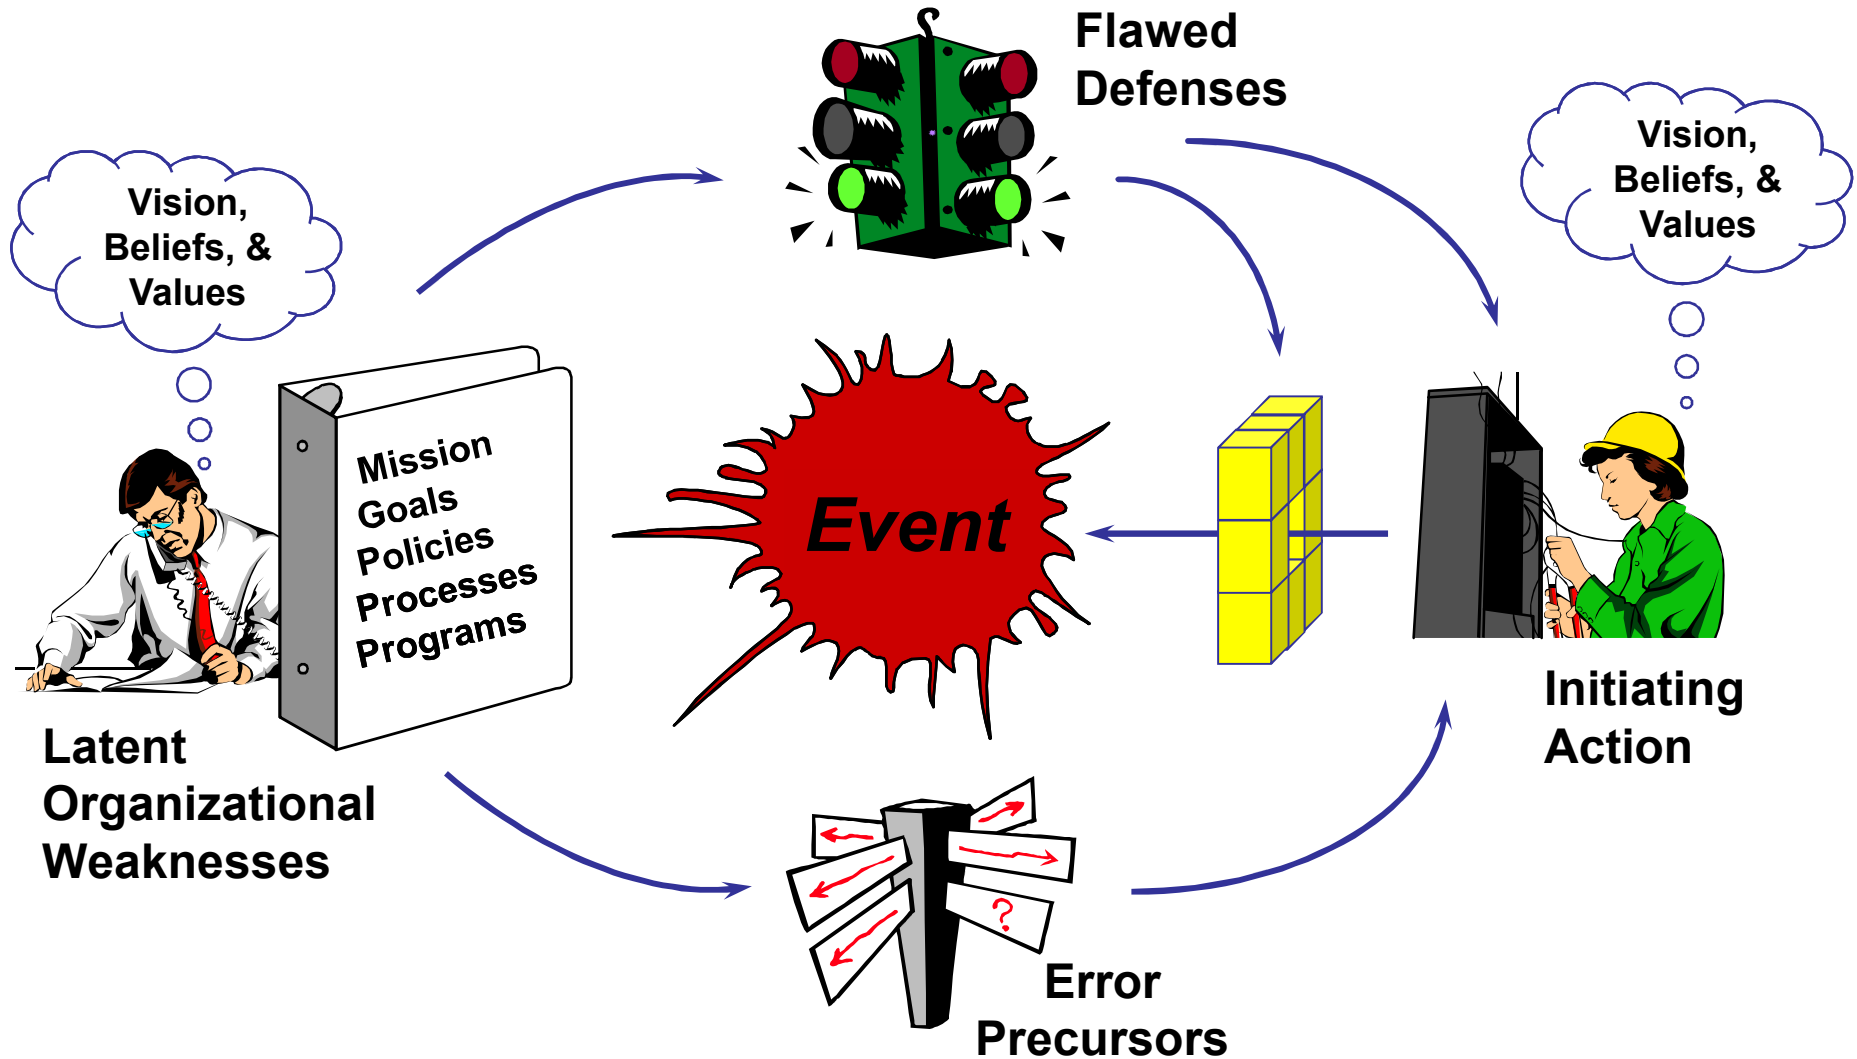 Flawed
Defenses
Vision,
Beliefs, &
Values
Vision,
Beliefs, &
Values
Mission
Goals
Policies
Processes
Programs
Event
Initiating
Action
Latent
Organizational
Weaknesses
?
Error
Precursors